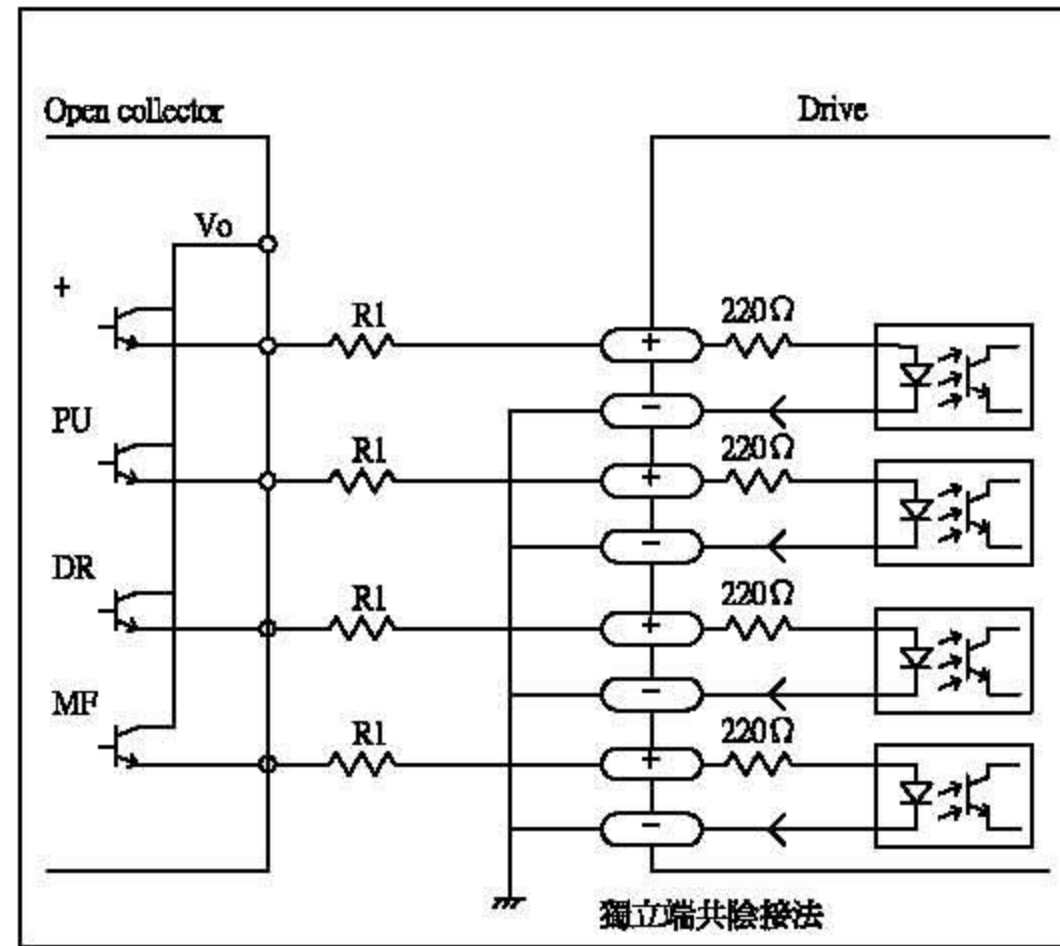 Open collector
Drive
Vo
+
R1
+
220Ω
PU
-
R1
+
220Ω
-
DR
R1
+
220Ω
MF
-
R1
+
220Ω
-
獨立端共陰接法